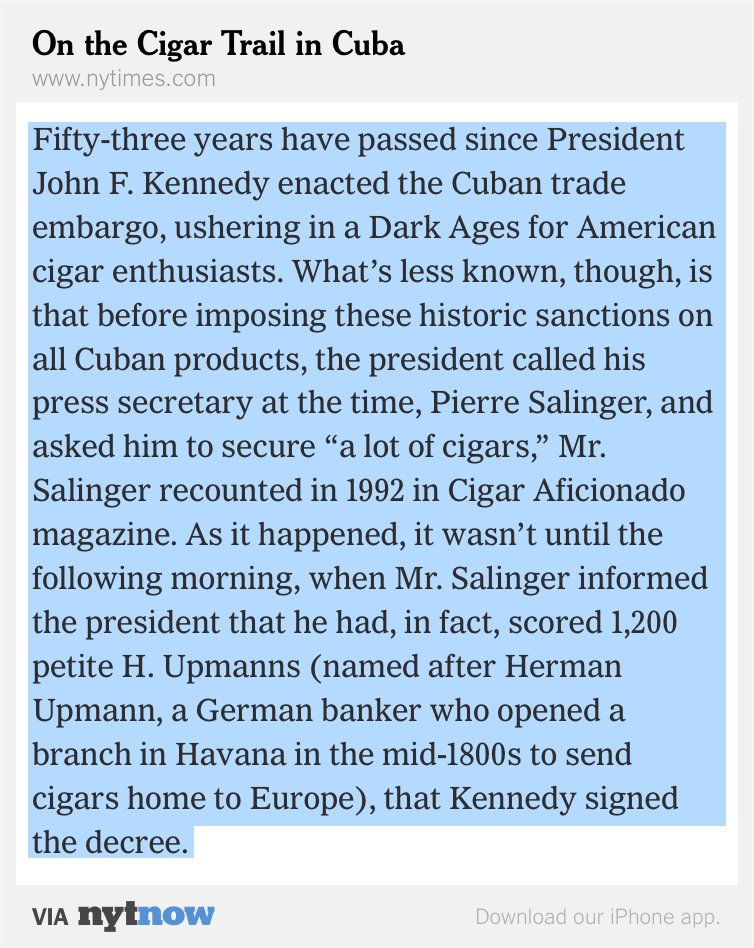 On the Cigar Trail in Cuba
www.nytimes.com
Fifty-three years have passed since President
John F. Kennedy enacted the Cuban trade
embargo, ushering in a Dark Ages for American
cigar enthusiasts. What’s less known, though, is
that before imposing these historic sanctions on
all Cuban products, the president called his
press secretary at the time, Pierre Salinger, and
asked him to secure “a lot of cigars,” Mr.
Salinger recounted in 1992 in Cigar Aficionado
magazine. As it happened, it wasn’t until the
following morning, when Mr. Salinger informed
the president that he had, in fact, scored 1,200
petite H. Upmanns (named after Herman
Upmann, a German banker who opened a
branch in Havana in the mid-1800s to send
cigars home to Europe), that Kennedy signed
the decree.
VIA nytnow
Download our iPhone app.